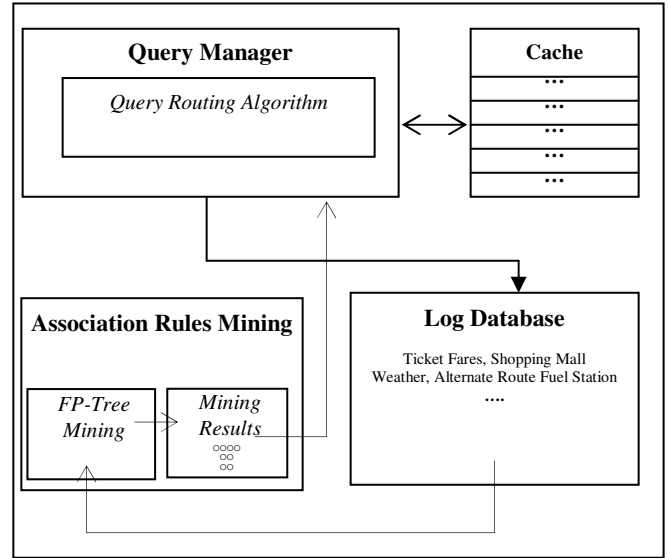 Query Manager
Query Routing Algorithm
Cache
...
...
...
...
...
Association Rules Mining
FP-Tree
Mining
Mining
Results
Log Database
Ticket Fares, Shopping Mall
Weather, Alternate Route Fuel Station
....